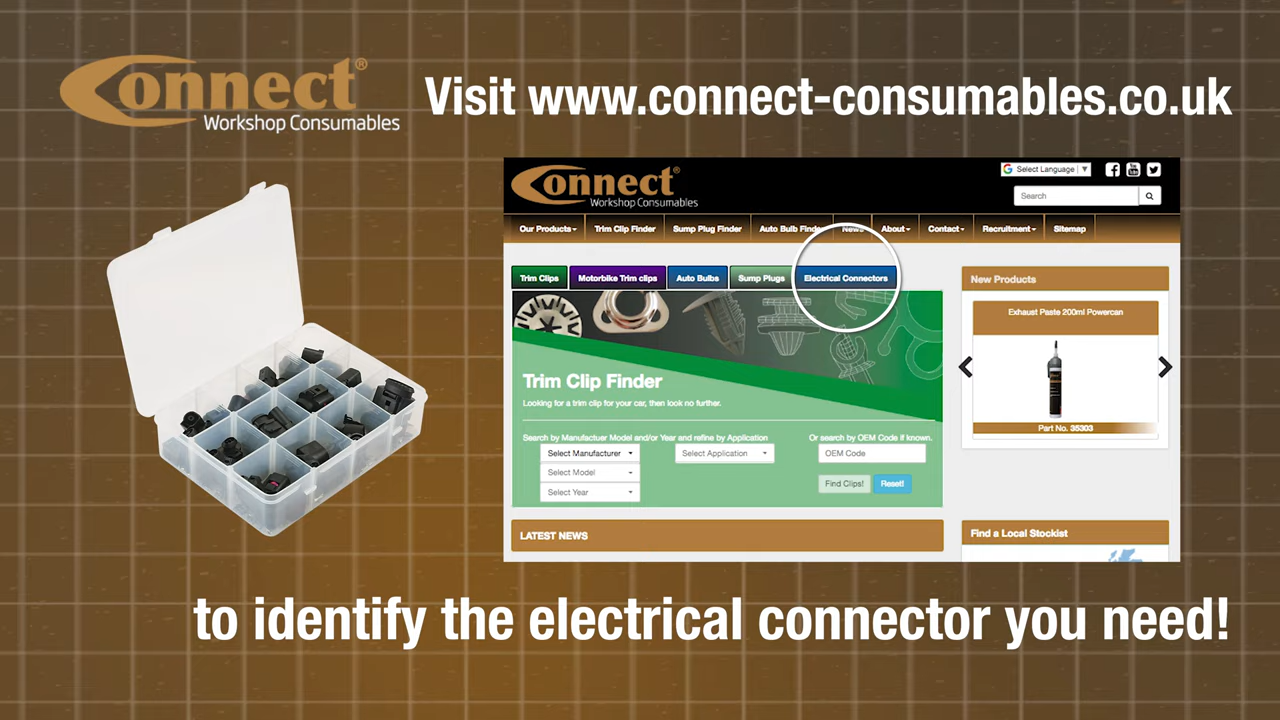 Connect®
Workshop Consumables
Visit www.connect-consumables.co.uk
Connect®
Workshop Consumables
Select Language
Search
Our Products
Trim Clip Finder
Sump Plug Finder
Auto Bulb Finder
News
About
Contact
Recruitment
Sitemap
Trim Clips
Motorbike Trim clips
Auto Bulbs
Sump Plugs
Electrical Connectors
Trim Clip Finder
Looking for a trim clip for your car, then look no further.
Search by Manufactuer Model and/or Year and refine by Application
Select Manufacturer
Select Model
Select Year
Select Application
Or search by OEM Code if known.
OEM Code
Find Clips!
Reset!
LATEST NEWS
New Products
Exhaust Paste 200ml Powercan
Part No. 35303
Find a Local Stockist
to identify the electrical connector you need!